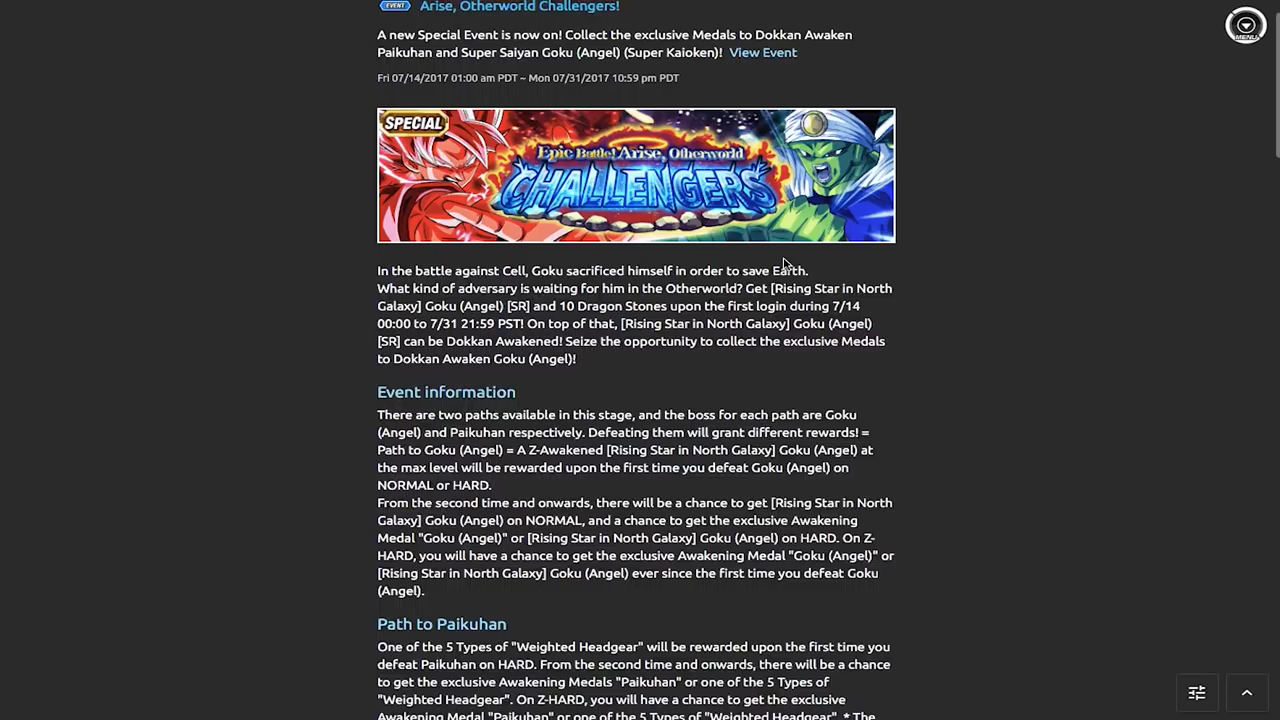 EVENT Arise, Otherworld Challengers!
MENU
A new Special Event is now on! Collect the exclusive Medals to Dokkan Awaken
Paikuhan and Super Saiyan Goku (Angel) (Super Kaioken)! View Event
Fri 07/14/2017 01:00 am PDT ~ Mon 07/31/2017 10:59 pm PDT
SPECIAL
Epic Battle! Arise, Otherworld
CHALLENGERS
In the battle against Cell, Goku sacrificed himself in order to save Earth.
What kind of adversary is waiting for him in the Otherworld? Get [Rising Star in North
Galaxy] Goku (Angel) [SR] and 10 Dragon Stones upon the first login during 7/14
00:00 to 7/31 21:59 PST! On top of that, [Rising Star in North Galaxy] Goku (Angel)
[SR] can be Dokkan Awakened! Seize the opportunity to collect the exclusive Medals
to Dokkan Awaken Goku (Angel)!
Event information
There are two paths available in this stage, and the boss for each path are Goku
(Angel) and Paikuhan respectively. Defeating them will grant different rewards! =
Path to Goku (Angel) = A Z-Awakened [Rising Star in North Galaxy] Goku (Angel) at
the max level will be rewarded upon the first time you defeat Goku (Angel) on
NORMAL or HARD.
From the second time and onwards, there will be a chance to get [Rising Star in North
Galaxy] Goku (Angel) on NORMAL, and a chance to get the exclusive Awakening
Medal "Goku (Angel)" or [Rising Star in North Galaxy] Goku (Angel) on HARD. On Z-
HARD, you will have a chance to get the exclusive Awakening Medal "Goku (Angel)" or
[Rising Star in North Galaxy] Goku (Angel) ever since the first time you defeat Goku
(Angel).
Path to Paikuhan
One of the 5 Types of "Weighted Headgear" will be rewarded upon the first time you
defeat Paikuhan on HARD. From the second time and onwards, there will be a chance
to get the exclusive Awakening Medals "Paikuhan" or one of the 5 Types of
"Weighted Headgear". On Z-HARD, you will have a chance to get the exclusive
Awakening Medal "Paikuhan" or one of the 5 Types of "Weighted Headgear". * The